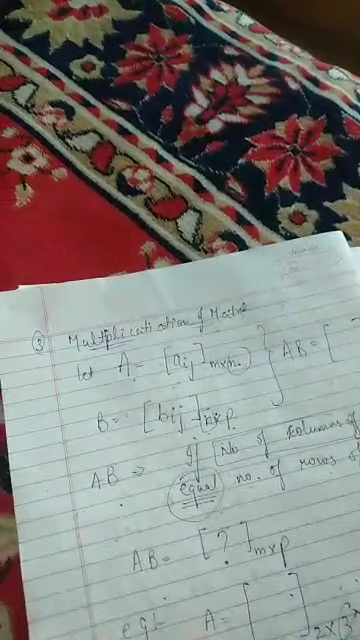 ③ Multiplication of Matrix
Let A = [aij]m×n } AB = [
B = [bij]n×p
AB ⇒ If No of columns of
equal no. of rows of
AB = [ ? ]m×p
eg1- A = [ ]2×3